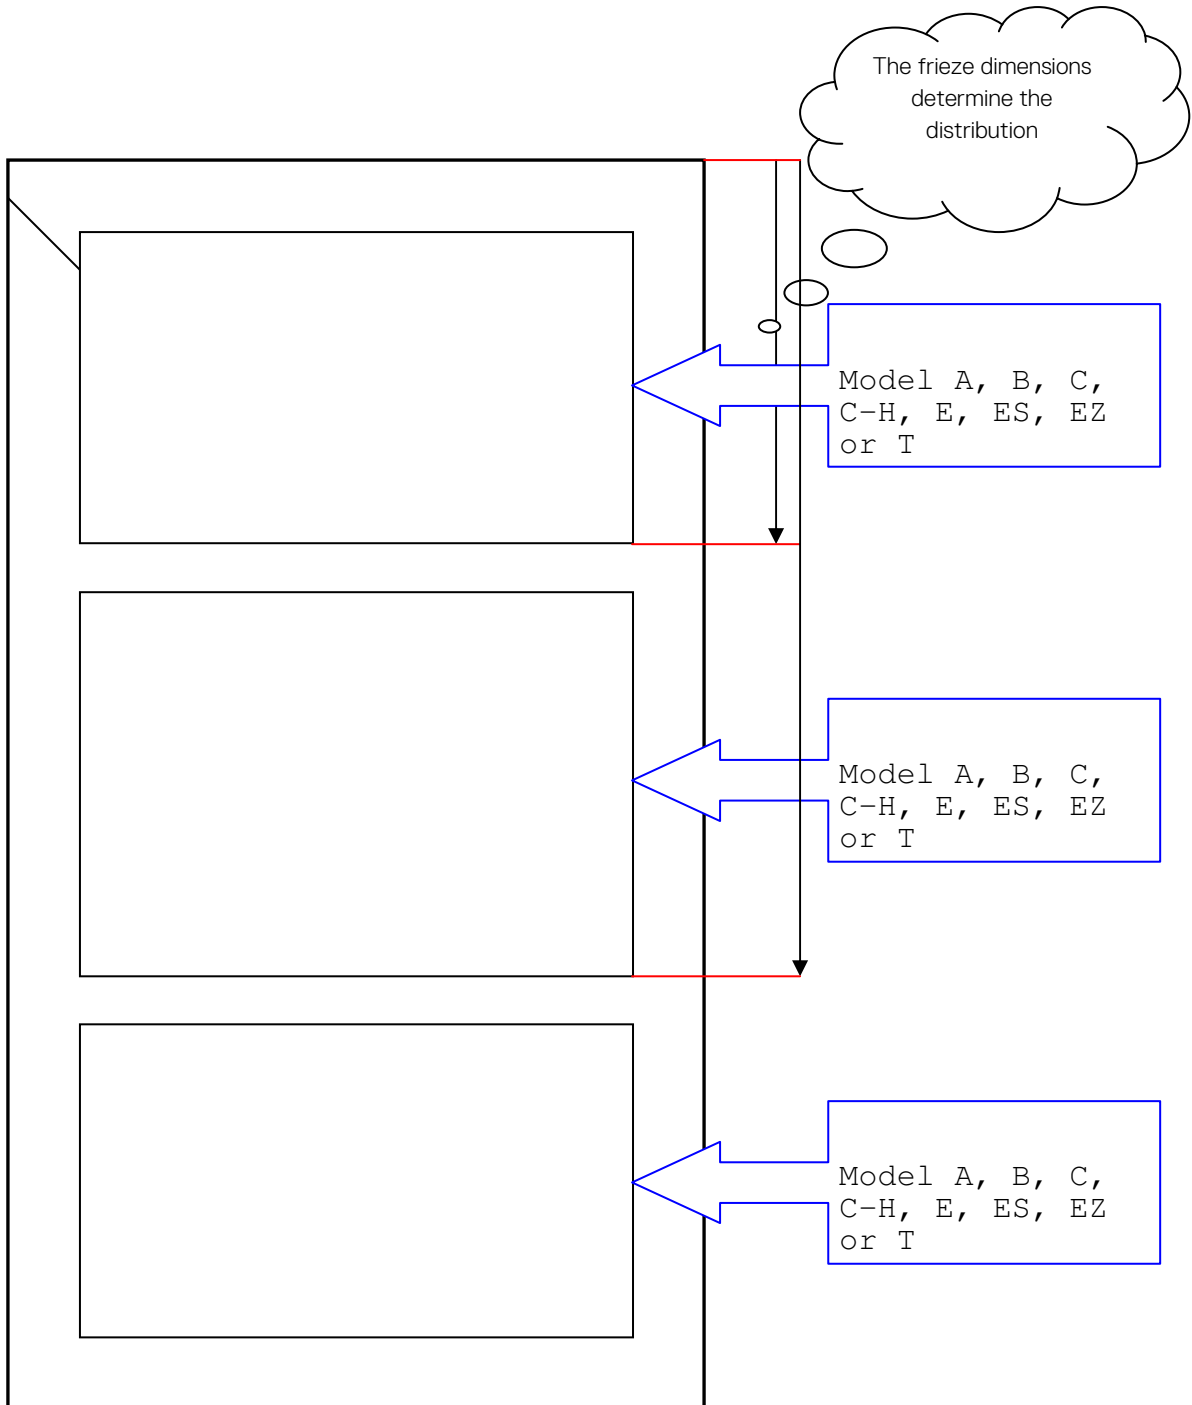 The frieze dimensions
determine the
distribution
Model A, B, C,
C-H, E, ES, EZ
or T
Model A, B, C,
C-H, E, ES, EZ
or T
Model A, B, C,
C-H, E, ES, EZ
or T